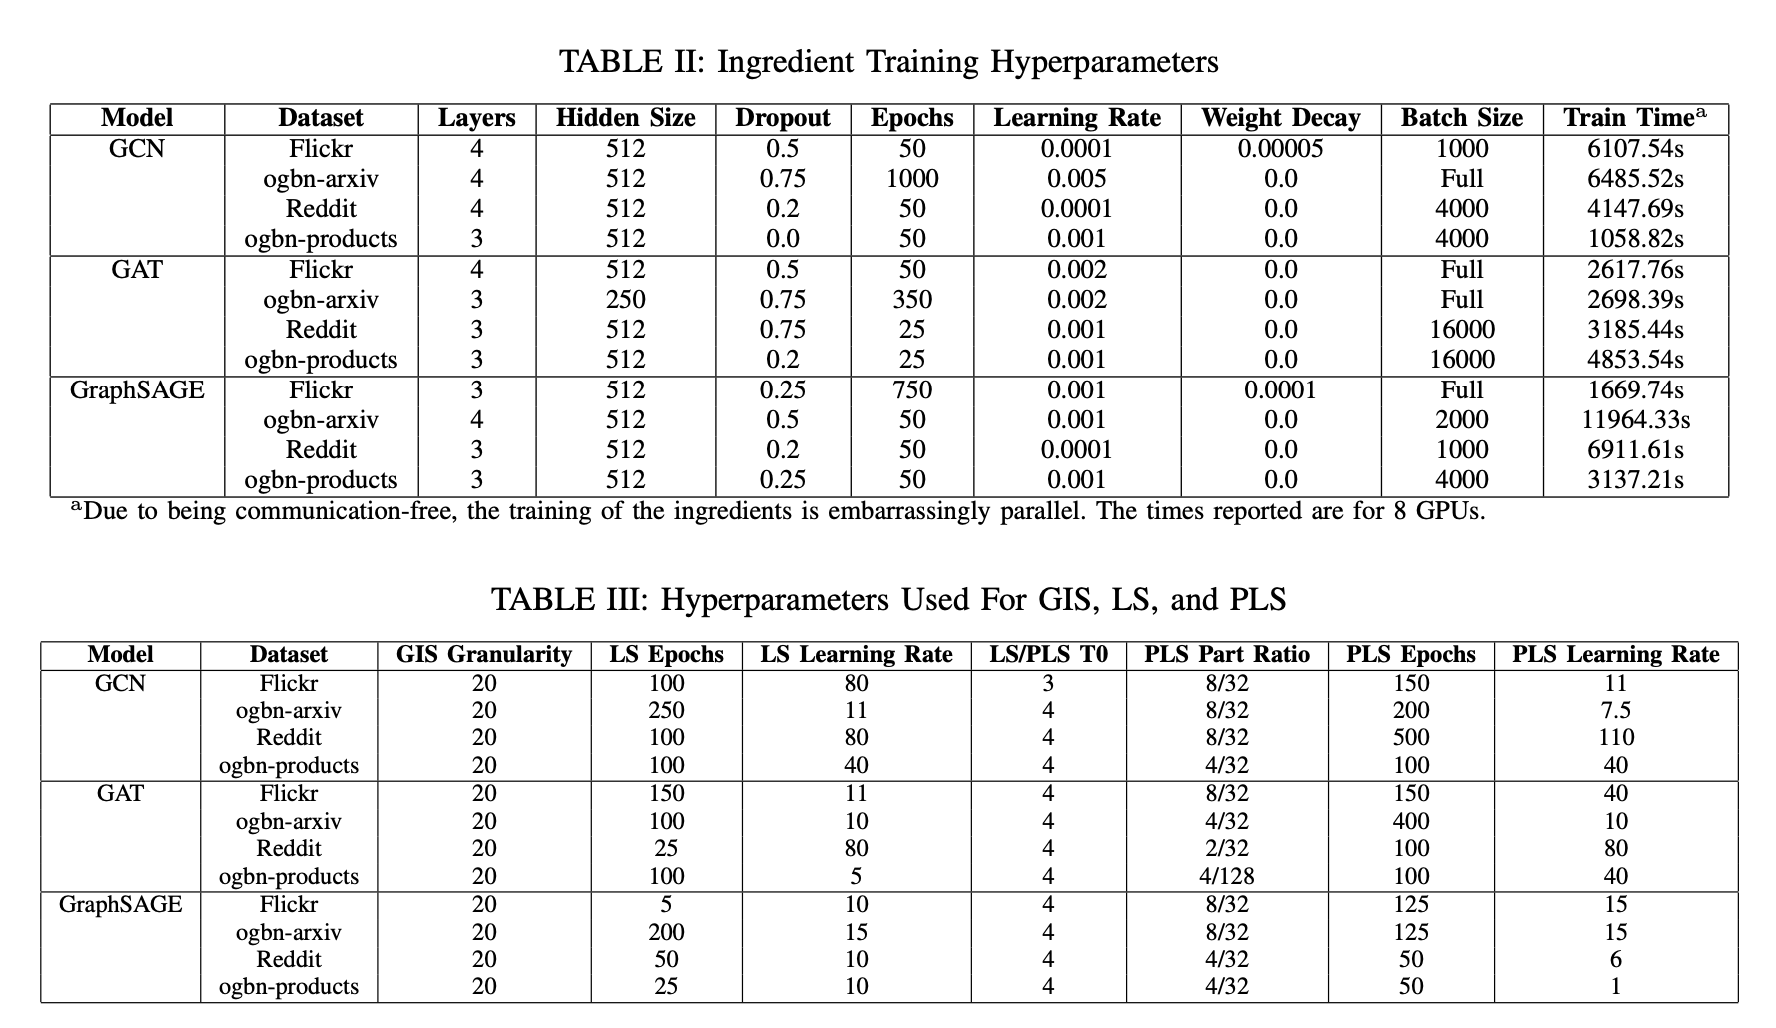 TABLE II: Ingredient Training Hyperparameters
Model Dataset Layers Hidden Size Dropout Epochs Learning Rate Weight Decay Batch Size Train Timeᵃ
GCN Flickr 4 512 0.5 50 0.0001 0.00005 1000 6107.54s
ogbn-arxiv 4 512 0.75 1000 0.005 0.0 Full 6485.52s
Reddit 4 512 0.2 50 0.0001 0.0 4000 4147.69s
ogbn-products 3 512 0.0 50 0.001 0.0 4000 1058.82s
GAT Flickr 4 512 0.5 50 0.002 0.0 Full 2617.76s
ogbn-arxiv 3 250 0.75 350 0.002 0.0 Full 2698.39s
Reddit 3 512 0.75 25 0.001 0.0 16000 3185.44s
ogbn-products 3 512 0.2 25 0.001 0.0 16000 4853.54s
GraphSAGE Flickr 3 512 0.25 750 0.001 0.0001 Full 1669.74s
ogbn-arxiv 4 512 0.5 50 0.001 0.0 2000 11964.33s
Reddit 3 512 0.2 50 0.0001 0.0 1000 6911.61s
ogbn-products 3 512 0.25 50 0.001 0.0 4000 3137.21s
ᵃDue to being communication-free, the training of the ingredients is embarrassingly parallel. The times reported are for 8 GPUs.
TABLE III: Hyperparameters Used For GIS, LS, and PLS
Model Dataset GIS Granularity LS Epochs LS Learning Rate LS/PLS T0 PLS Part Ratio PLS Epochs PLS Learning Rate
GCN Flickr 20 100 80 3 8/32 150 11
ogbn-arxiv 20 250 11 4 8/32 200 7.5
Reddit 20 100 80 4 8/32 500 110
ogbn-products 20 100 40 4 4/32 100 40
GAT Flickr 20 150 11 4 8/32 150 40
ogbn-arxiv 20 100 10 4 4/32 400 10
Reddit 20 25 80 4 2/32 100 80
ogbn-products 20 100 5 4 4/128 100 40
GraphSAGE Flickr 20 5 10 4 8/32 125 15
ogbn-arxiv 20 200 15 4 8/32 125 15
Reddit 20 50 10 4 4/32 50 6
ogbn-products 20 25 10 4 4/32 50 1